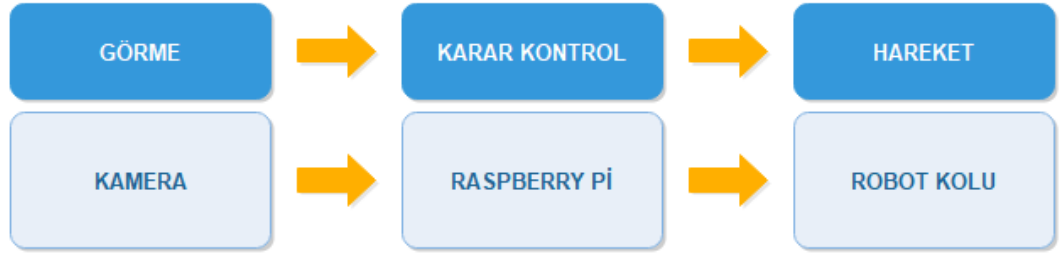 GÖRME
KARAR KONTROL
HAREKET
KAMERA
RASPBERRY Pİ
ROBOT KOLU